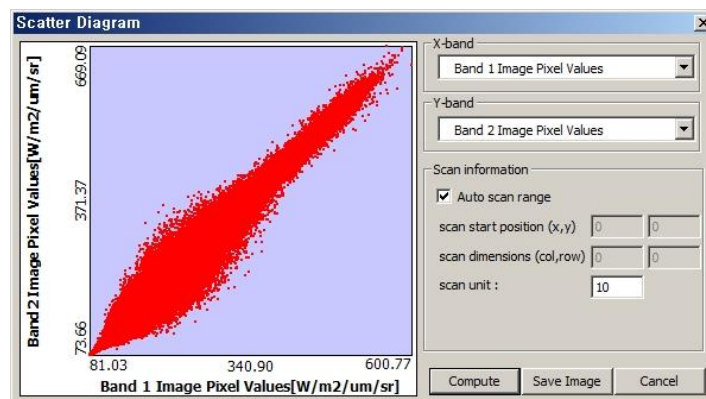 Scatter Diagram
Band 2 Image Pixel Values[W/m2/um/sr]
669.09
371.37
73.66
81.03
340.90
600.77
Band 1 Image Pixel Values[W/m2/um/sr]
X-band
Band 1 Image Pixel Values
Y-band
Band 2 Image Pixel Values
Scan information
Auto scan range
scan start position (x,y) 0 0
scan dimensions (col,row) 0 0
scan unit : 10
Compute
Save Image
Cancel